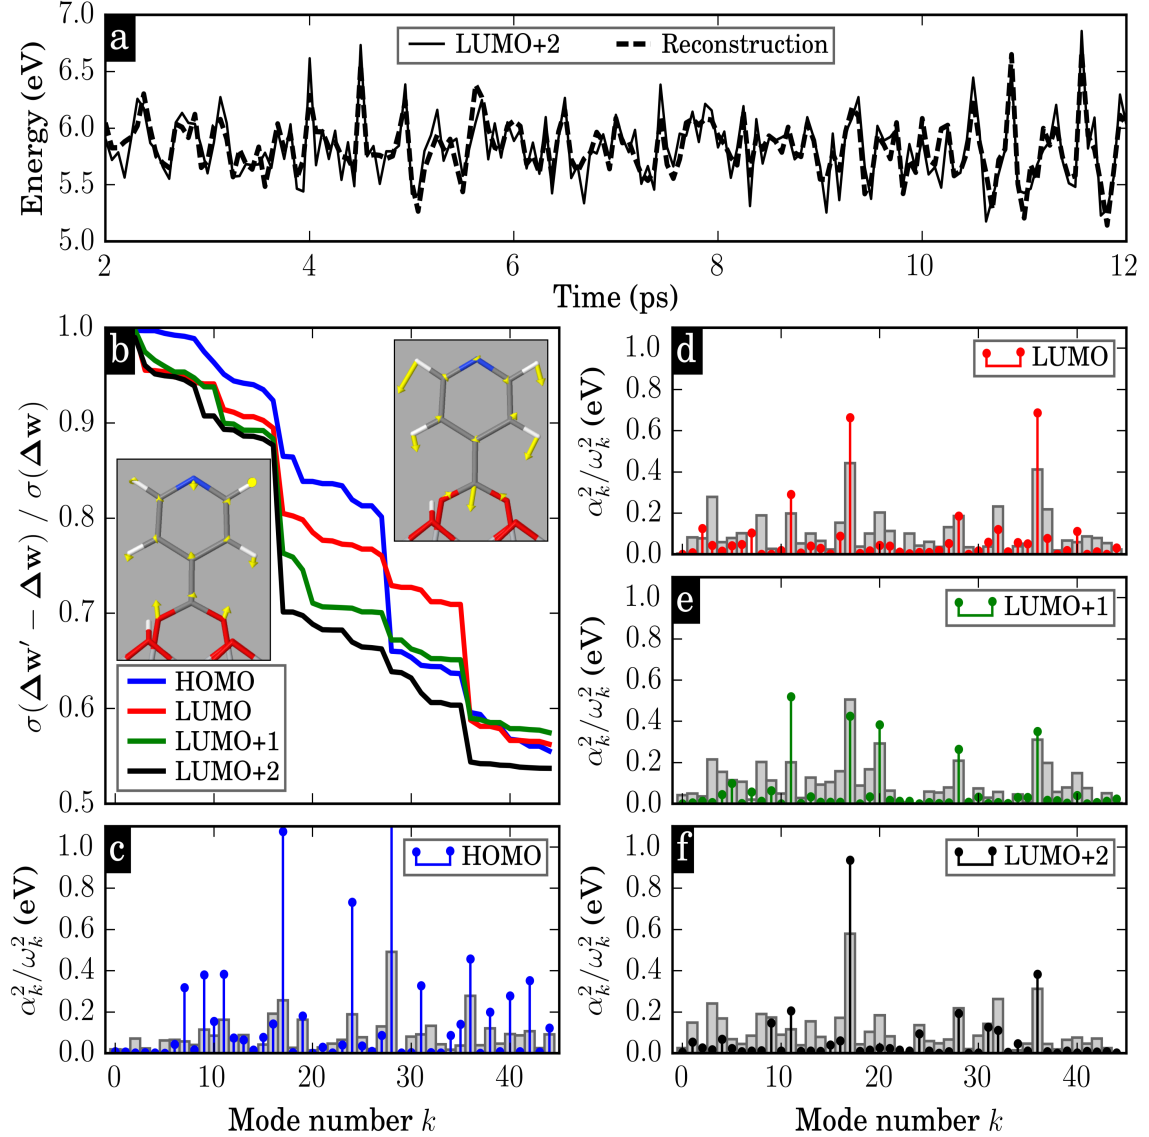 a
LUMO+2
Reconstruction
Energy (eV)
7.0
6.5
6.0
5.5
5.0
2
4
6
8
10
12
Time (ps)
b
σ(Δw′ − Δw) / σ(Δw)
1.0
0.9
0.8
0.7
0.6
0.5
HOMO
LUMO
LUMO+1
LUMO+2
c
HOMO
α²ₖ/ω²ₖ (eV)
1.0
0.8
0.6
0.4
0.2
0.0
0
10
20
30
40
Mode number k
d
LUMO
α²ₖ/ω²ₖ (eV)
1.0
0.8
0.6
0.4
0.2
0.0
e
LUMO+1
α²ₖ/ω²ₖ (eV)
1.0
0.8
0.6
0.4
0.2
0.0
f
LUMO+2
α²ₖ/ω²ₖ (eV)
1.0
0.8
0.6
0.4
0.2
0.0
0
10
20
30
40
Mode number k